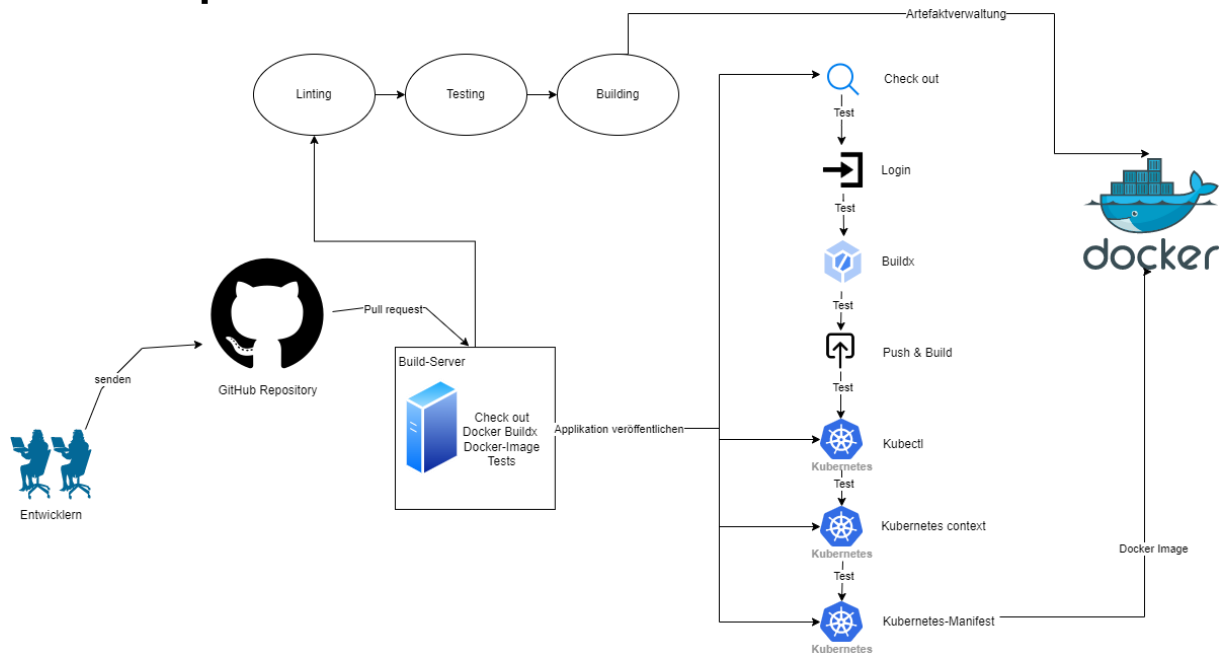 Artefaktverwaltung
Linting
Testing
Building
Check out
Test
Login
Test
Buildx
docker
Test
Pull request
Push & Build
Build-Server
senden
GitHub Repository
Test
Check out
Docker Buildx
Docker-Image
Tests
Applikation veröffentlichen
Kubectl
Kubernetes
Test
Entwicklern
Kubernetes context
Docker Image
Kubernetes
Test
Kubernetes-Manifest
Kubernetes